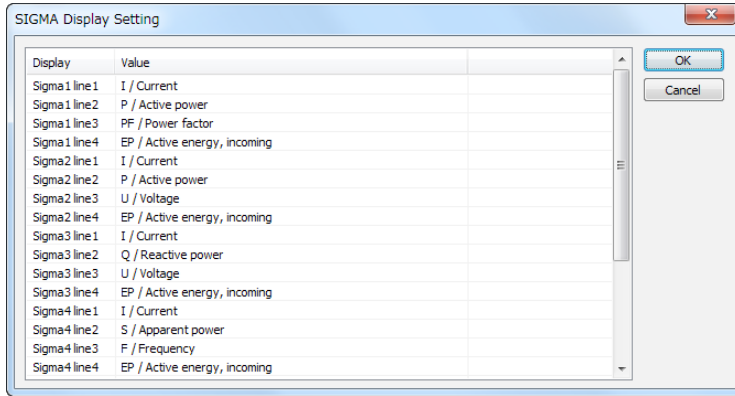 SIGMA Display Setting
Display Value
Sigma1 line1 I / Current
Sigma1 line2 P / Active power
Sigma1 line3 PF / Power factor
Sigma1 line4 EP / Active energy, incoming
Sigma2 line1 I / Current
Sigma2 line2 P / Active power
Sigma2 line3 U / Voltage
Sigma2 line4 EP / Active energy, incoming
Sigma3 line1 I / Current
Sigma3 line2 Q / Reactive power
Sigma3 line3 U / Voltage
Sigma3 line4 EP / Active energy, incoming
Sigma4 line1 I / Current
Sigma4 line2 S / Apparent power
Sigma4 line3 F / Frequency
Sigma4 line4 EP / Active energy, incoming
OK
Cancel